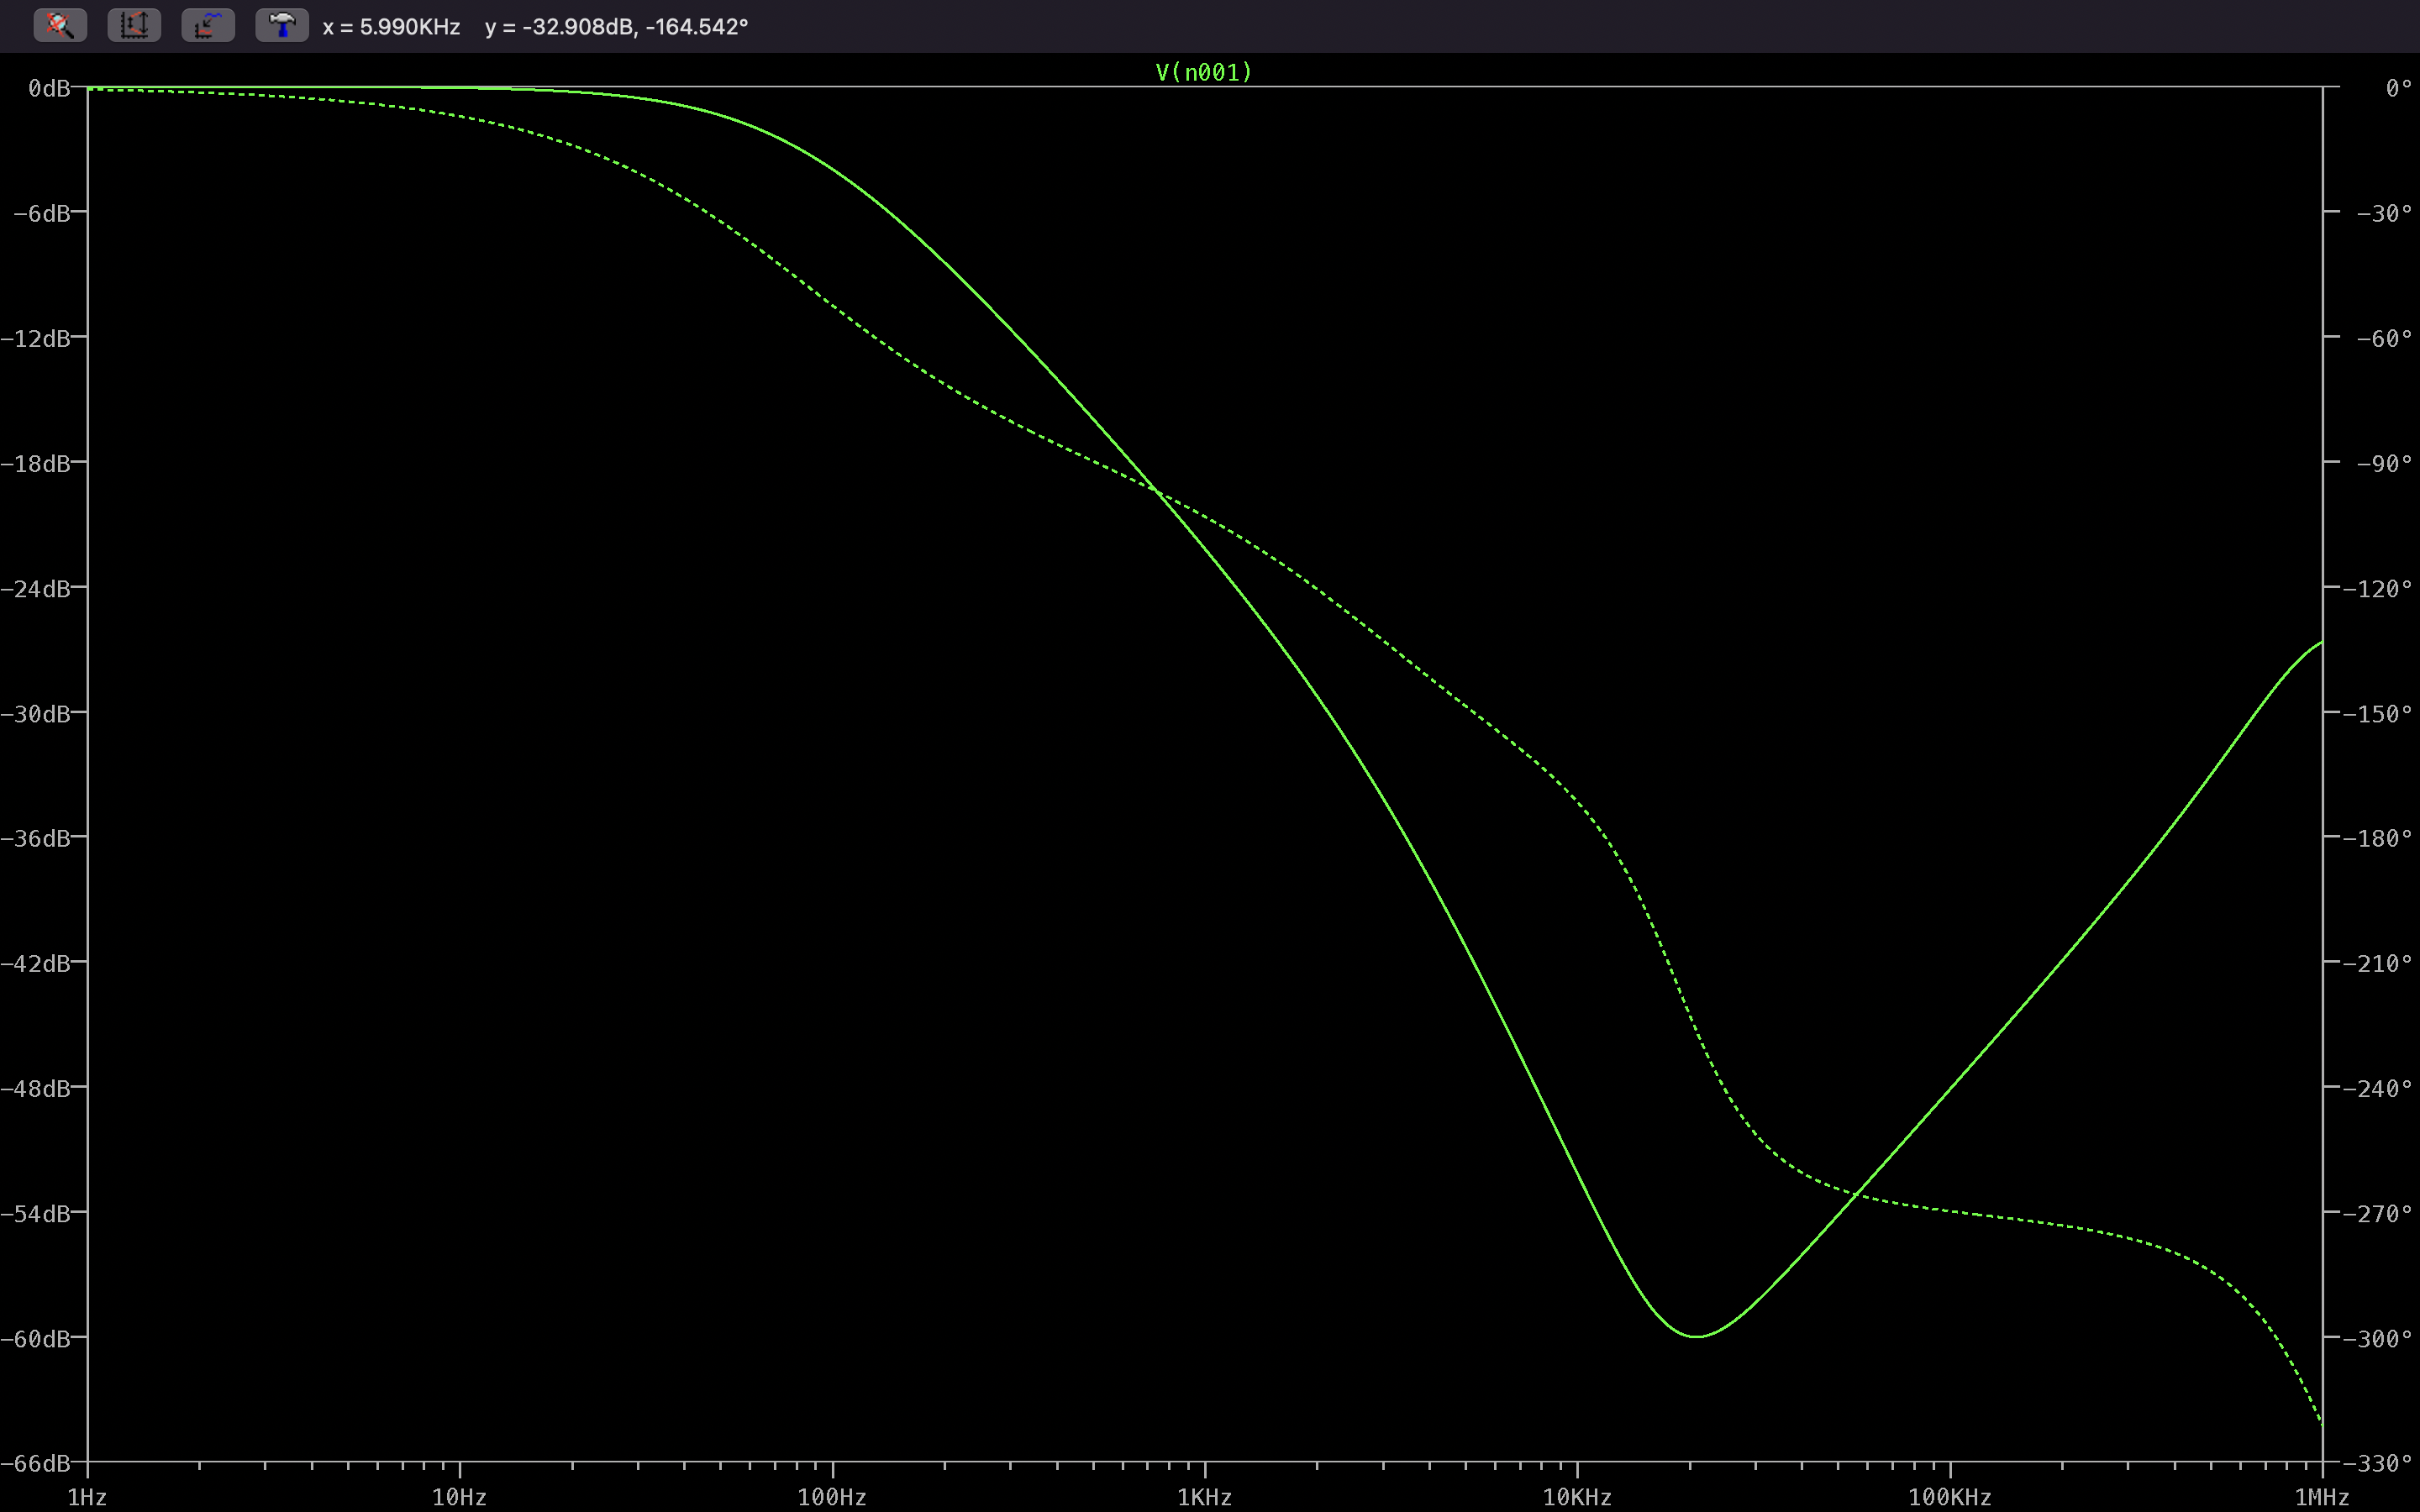 x = 5.990KHz y = -32.908dB, -164.542°
V(n001)
0dB 0°
-6dB -30°
-12dB -60°
-18dB -90°
-24dB -120°
-30dB -150°
-36dB -180°
-42dB -210°
-48dB -240°
-54dB -270°
-60dB -300°
-66dB -330°
1Hz 10Hz 100Hz 1KHz 10KHz 100KHz 1MHz